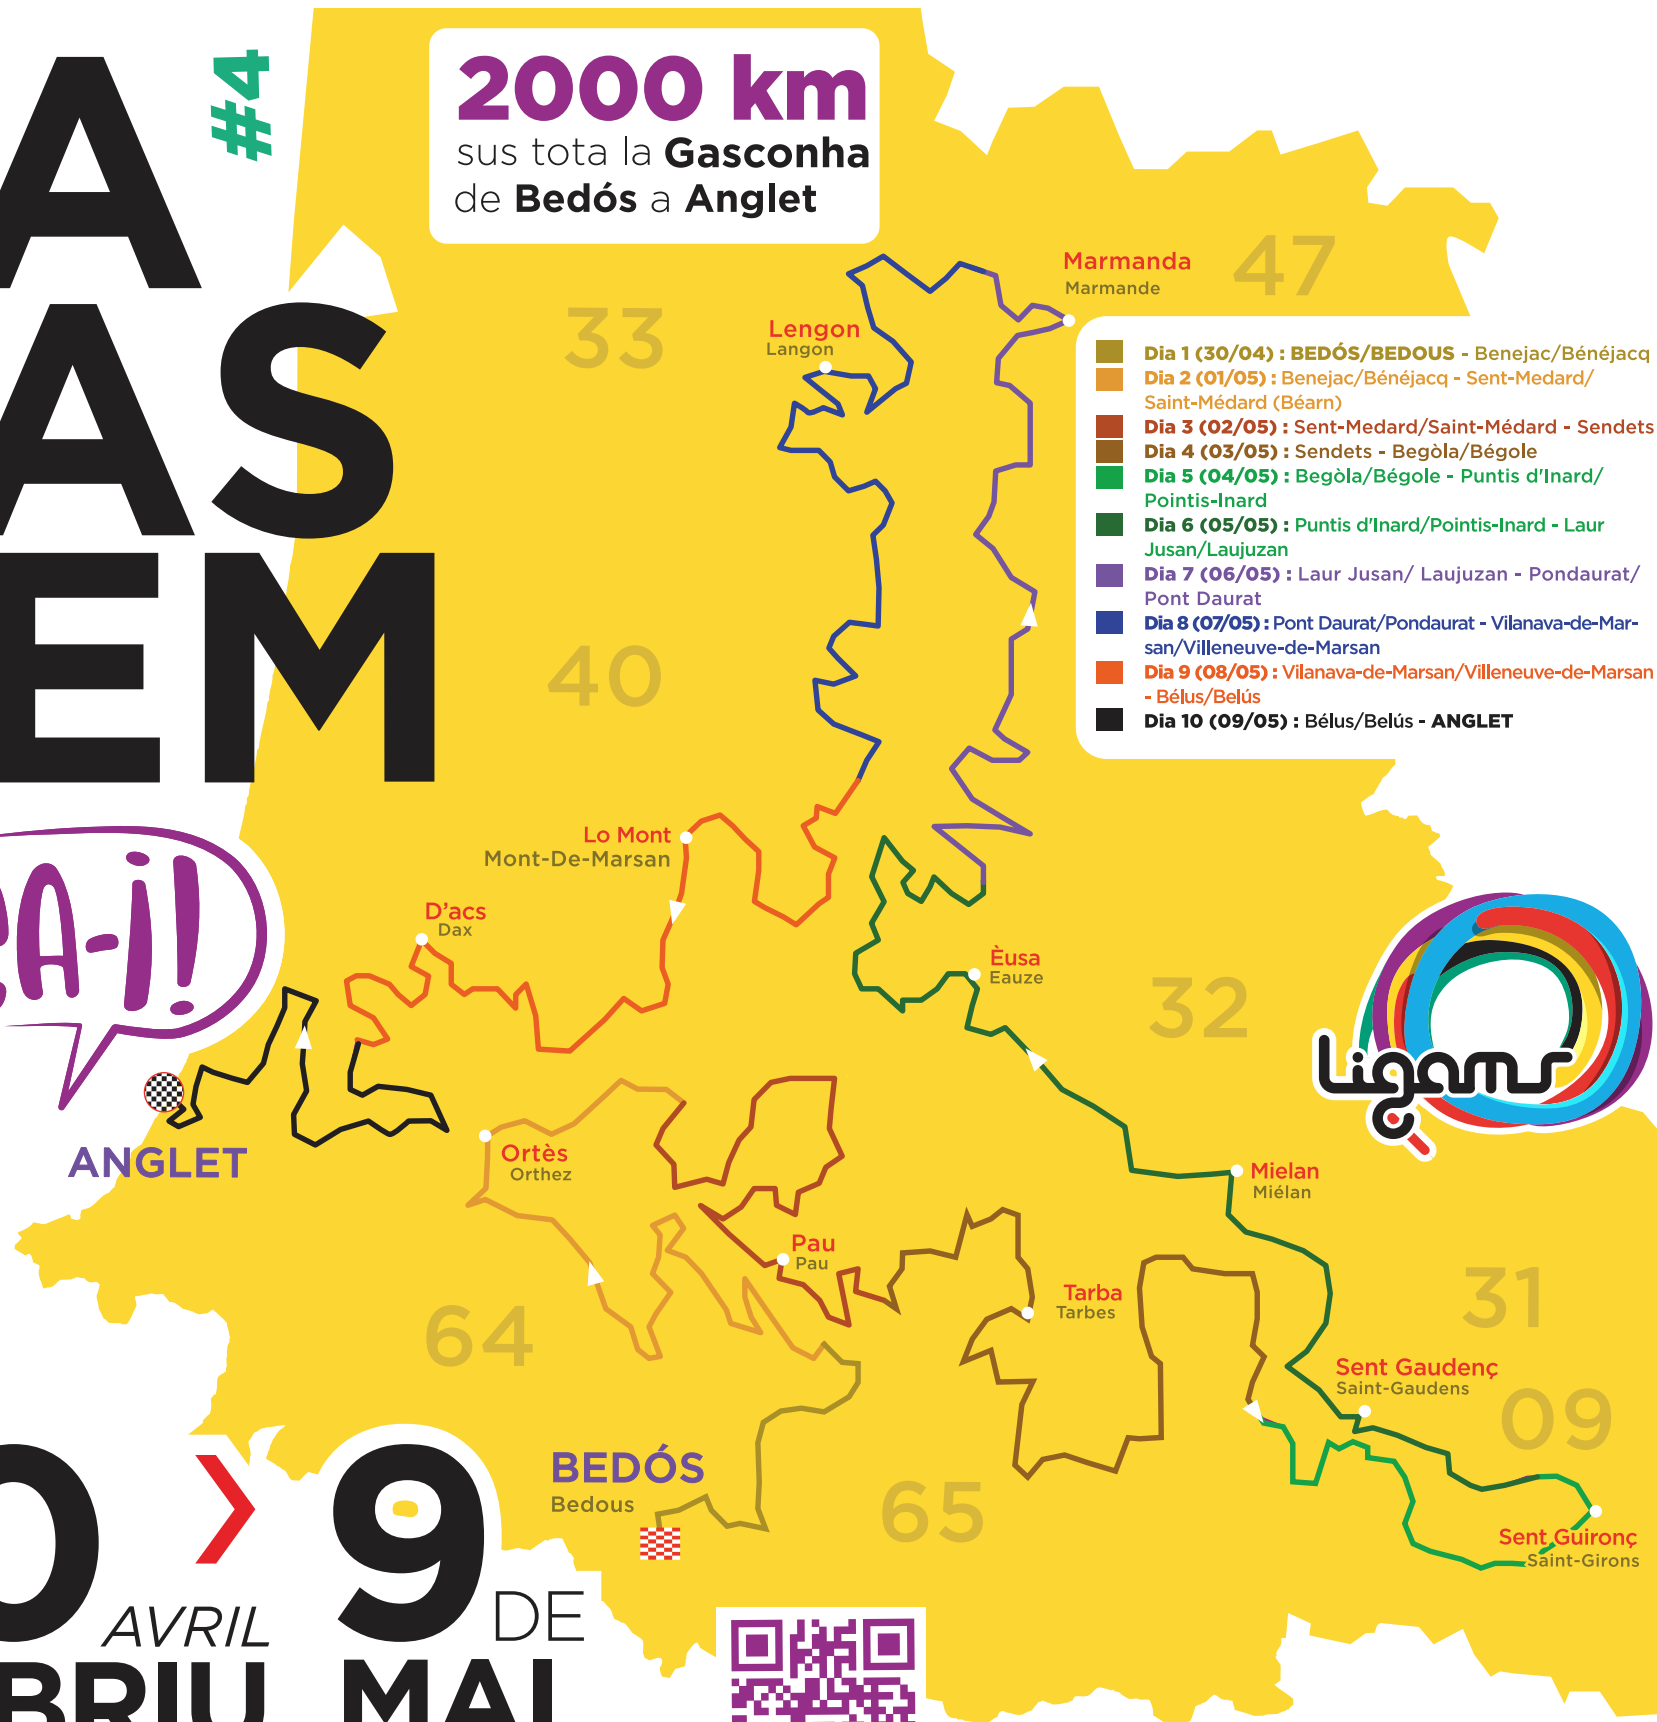 A
#4
AS
EM
CA-i!
2000 km
sus tota la Gasconha
de Bedós a Anglet
47
33
40
32
31
09
64
65
Marmanda
Marmande
Lengon
Langon
Dia 1 (30/04) : BEDÓS/BEDOUS - Benejac/Bénéjacq
Dia 2 (01/05) : Benejac/Bénéjacq - Sent-Medard/
Saint-Médard (Béarn)
Dia 3 (02/05) : Sent-Medard/Saint-Médard - Sendets
Dia 4 (03/05) : Sendets - Begòla/Bégole
Dia 5 (04/05) : Begòla/Bégole - Puntis d'Inard/
Pointis-Inard
Dia 6 (05/05) : Puntis d'Inard/Pointis-Inard - Laur
Jusan/Laujuzan
Dia 7 (06/05) : Laur Jusan/ Laujuzan - Pondaurat/
Pont Daurat
Dia 8 (07/05) : Pont Daurat/Pondaurat - Vilanava-de-Mar-
san/Villeneuve-de-Marsan
Dia 9 (08/05) : Vilanava-de-Marsan/Villeneuve-de-Marsan
- Bélus/Belús
Dia 10 (09/05) : Bélus/Belús - ANGLET
Lo Mont
Mont-De-Marsan
D'acs
Dax
Èusa
Eauze
Ligams
ANGLET
Ortès
Orthez
Mielan
Miélan
Pau
Pau
Tarba
Tarbes
Sent Gaudenç
Saint-Gaudens
BEDÓS
Bedous
Sent Guironç
Saint-Girons
0 › 9 DE
AVRIL
BRIU MAI